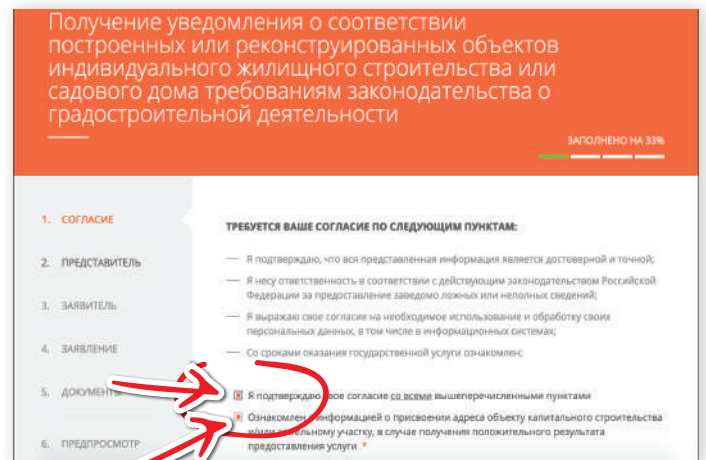 Получение уведомления о соответствии
построенных или реконструированных объектов
индивидуального жилищного строительства или
садового дома требованиям законодательства о
градостроительной деятельности
ЗАПОЛНЕНО НА 33%
1. СОГЛАСИЕ
2. ПРЕДСТАВИТЕЛЬ
3. ЗАЯВИТЕЛЬ
4. ЗАЯВЛЕНИЕ
5. ДОКУМЕНТЫ
6. ПРЕДПРОСМОТР
ТРЕБУЕТСЯ ВАШЕ СОГЛАСИЕ ПО СЛЕДУЮЩИМ ПУНКТАМ:
— Я подтверждаю, что вся представленная информация является достоверной и точной;
— Я несу ответственность в соответствии с действующим законодательством Российской
Федерации за предоставление заведомо ложных или неполных сведений;
— Я выражаю свое согласие на необходимое использование и обработку своих
персональных данных, в том числе в информационных системах;
— Со сроками оказания государственной услуги ознакомлен;
Я подтверждаю свое согласие со всеми вышеперечисленными пунктами
Ознакомлен с информацией о присвоении адреса объекту капитального строительства
и/или земельному участку, в случае получения положительного результата
предоставления услуги *